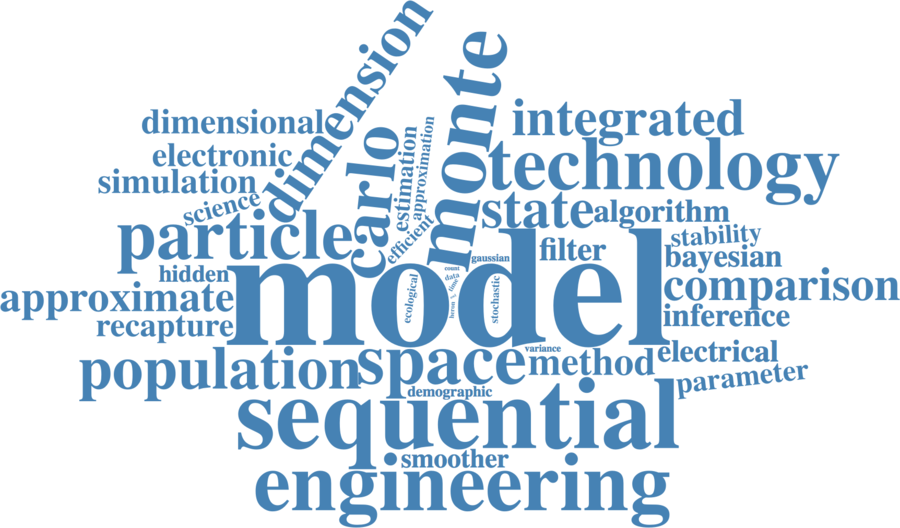 dimension
monte
integrated
dimensional
carlo
estimation
approximation
technology
electronic
simulation
science
state
algorithm
efficient
particle
filter
stability
bayesian
gaussian
hidden
model
count
data
time
ecological
stochastic
comparison
approximate
heron
recapture
inference
population
space
variance
method
electrical
parameter
demographic
sequential
smoother
engineering